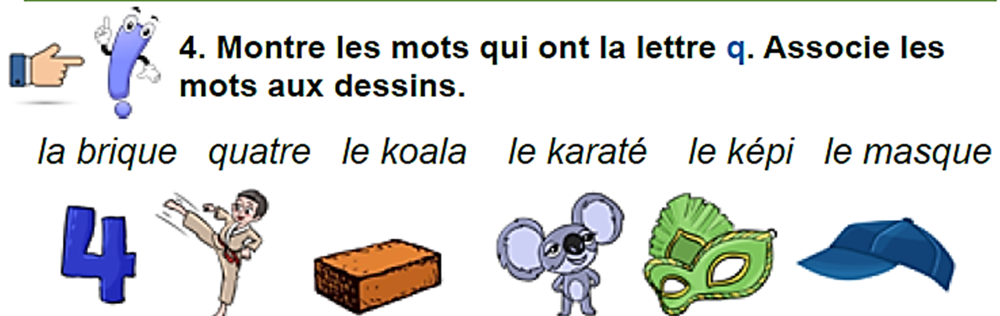 4. Montre les mots qui ont la lettre q. Associe les
mots aux dessins.
la brique quatre le koala le karaté le képi le masque
4